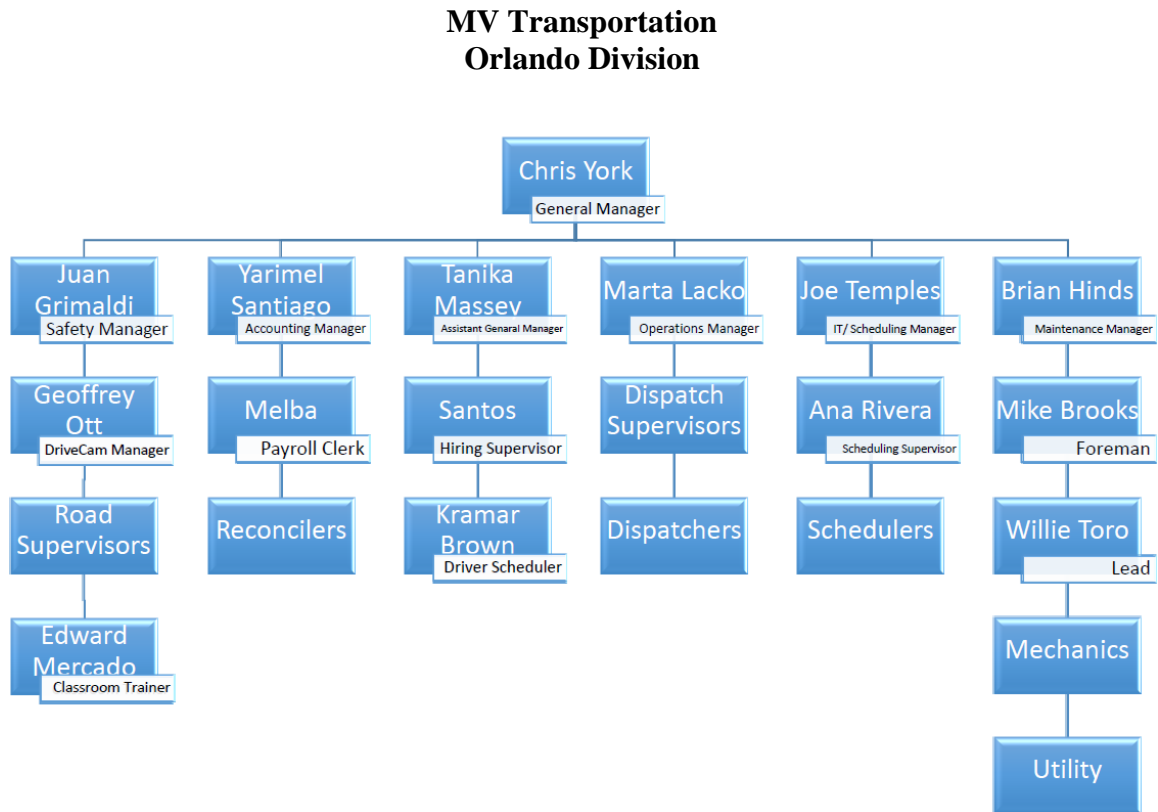 MV Transportation
Orlando Division
Chris York
General Manager
Juan
Grimaldi
Safety Manager
Yarimel
Santiago
Accounting Manager
Tanika
Massey
Assistant Genaral Manager
Marta Lacko
Operations Manager
Joe Temples
IT/ Scheduling Manager
Brian Hinds
Maintenance Manager
Geoffrey
Ott
DriveCam Manager
Melba
Payroll Clerk
Santos
Hiring Supervisor
Dispatch
Supervisors
Ana Rivera
Scheduling Supervisor
Mike Brooks
Foreman
Road
Supervisors
Reconcilers
Kramar
Brown
Driver Scheduler
Dispatchers
Schedulers
Willie Toro
Lead
Edward
Mercado
Classroom Trainer
Mechanics
Utility